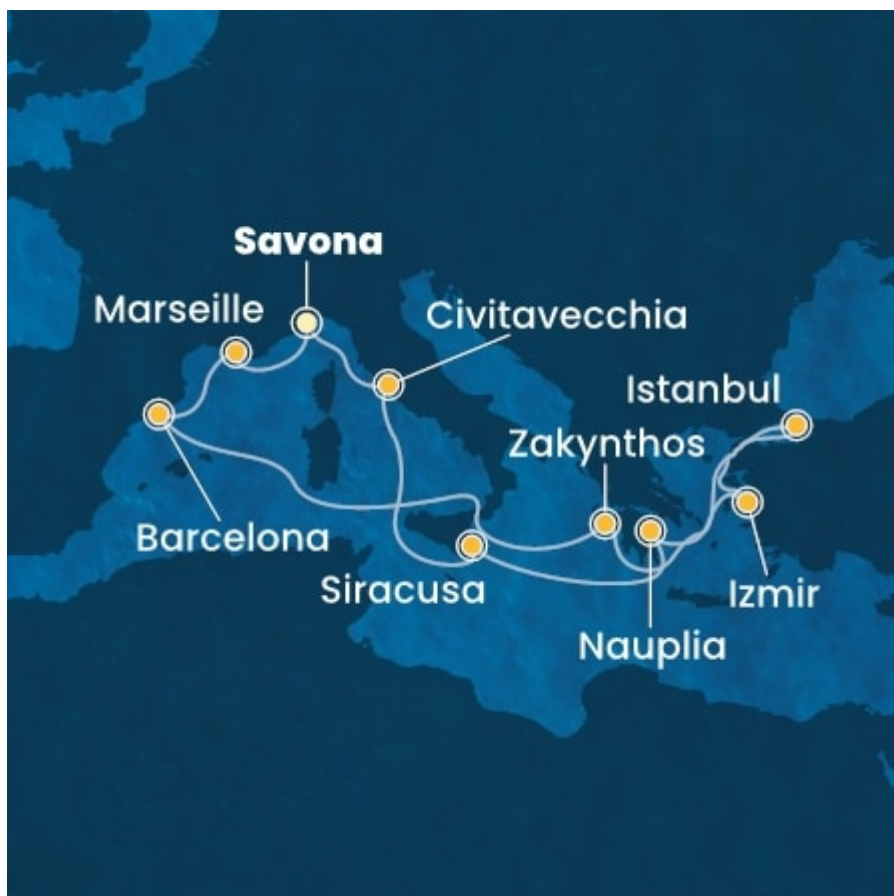 Savona
Marseille
Civitavecchia
Istanbul
Zakynthos
Barcelona
Siracusa
Izmir
Nauplia